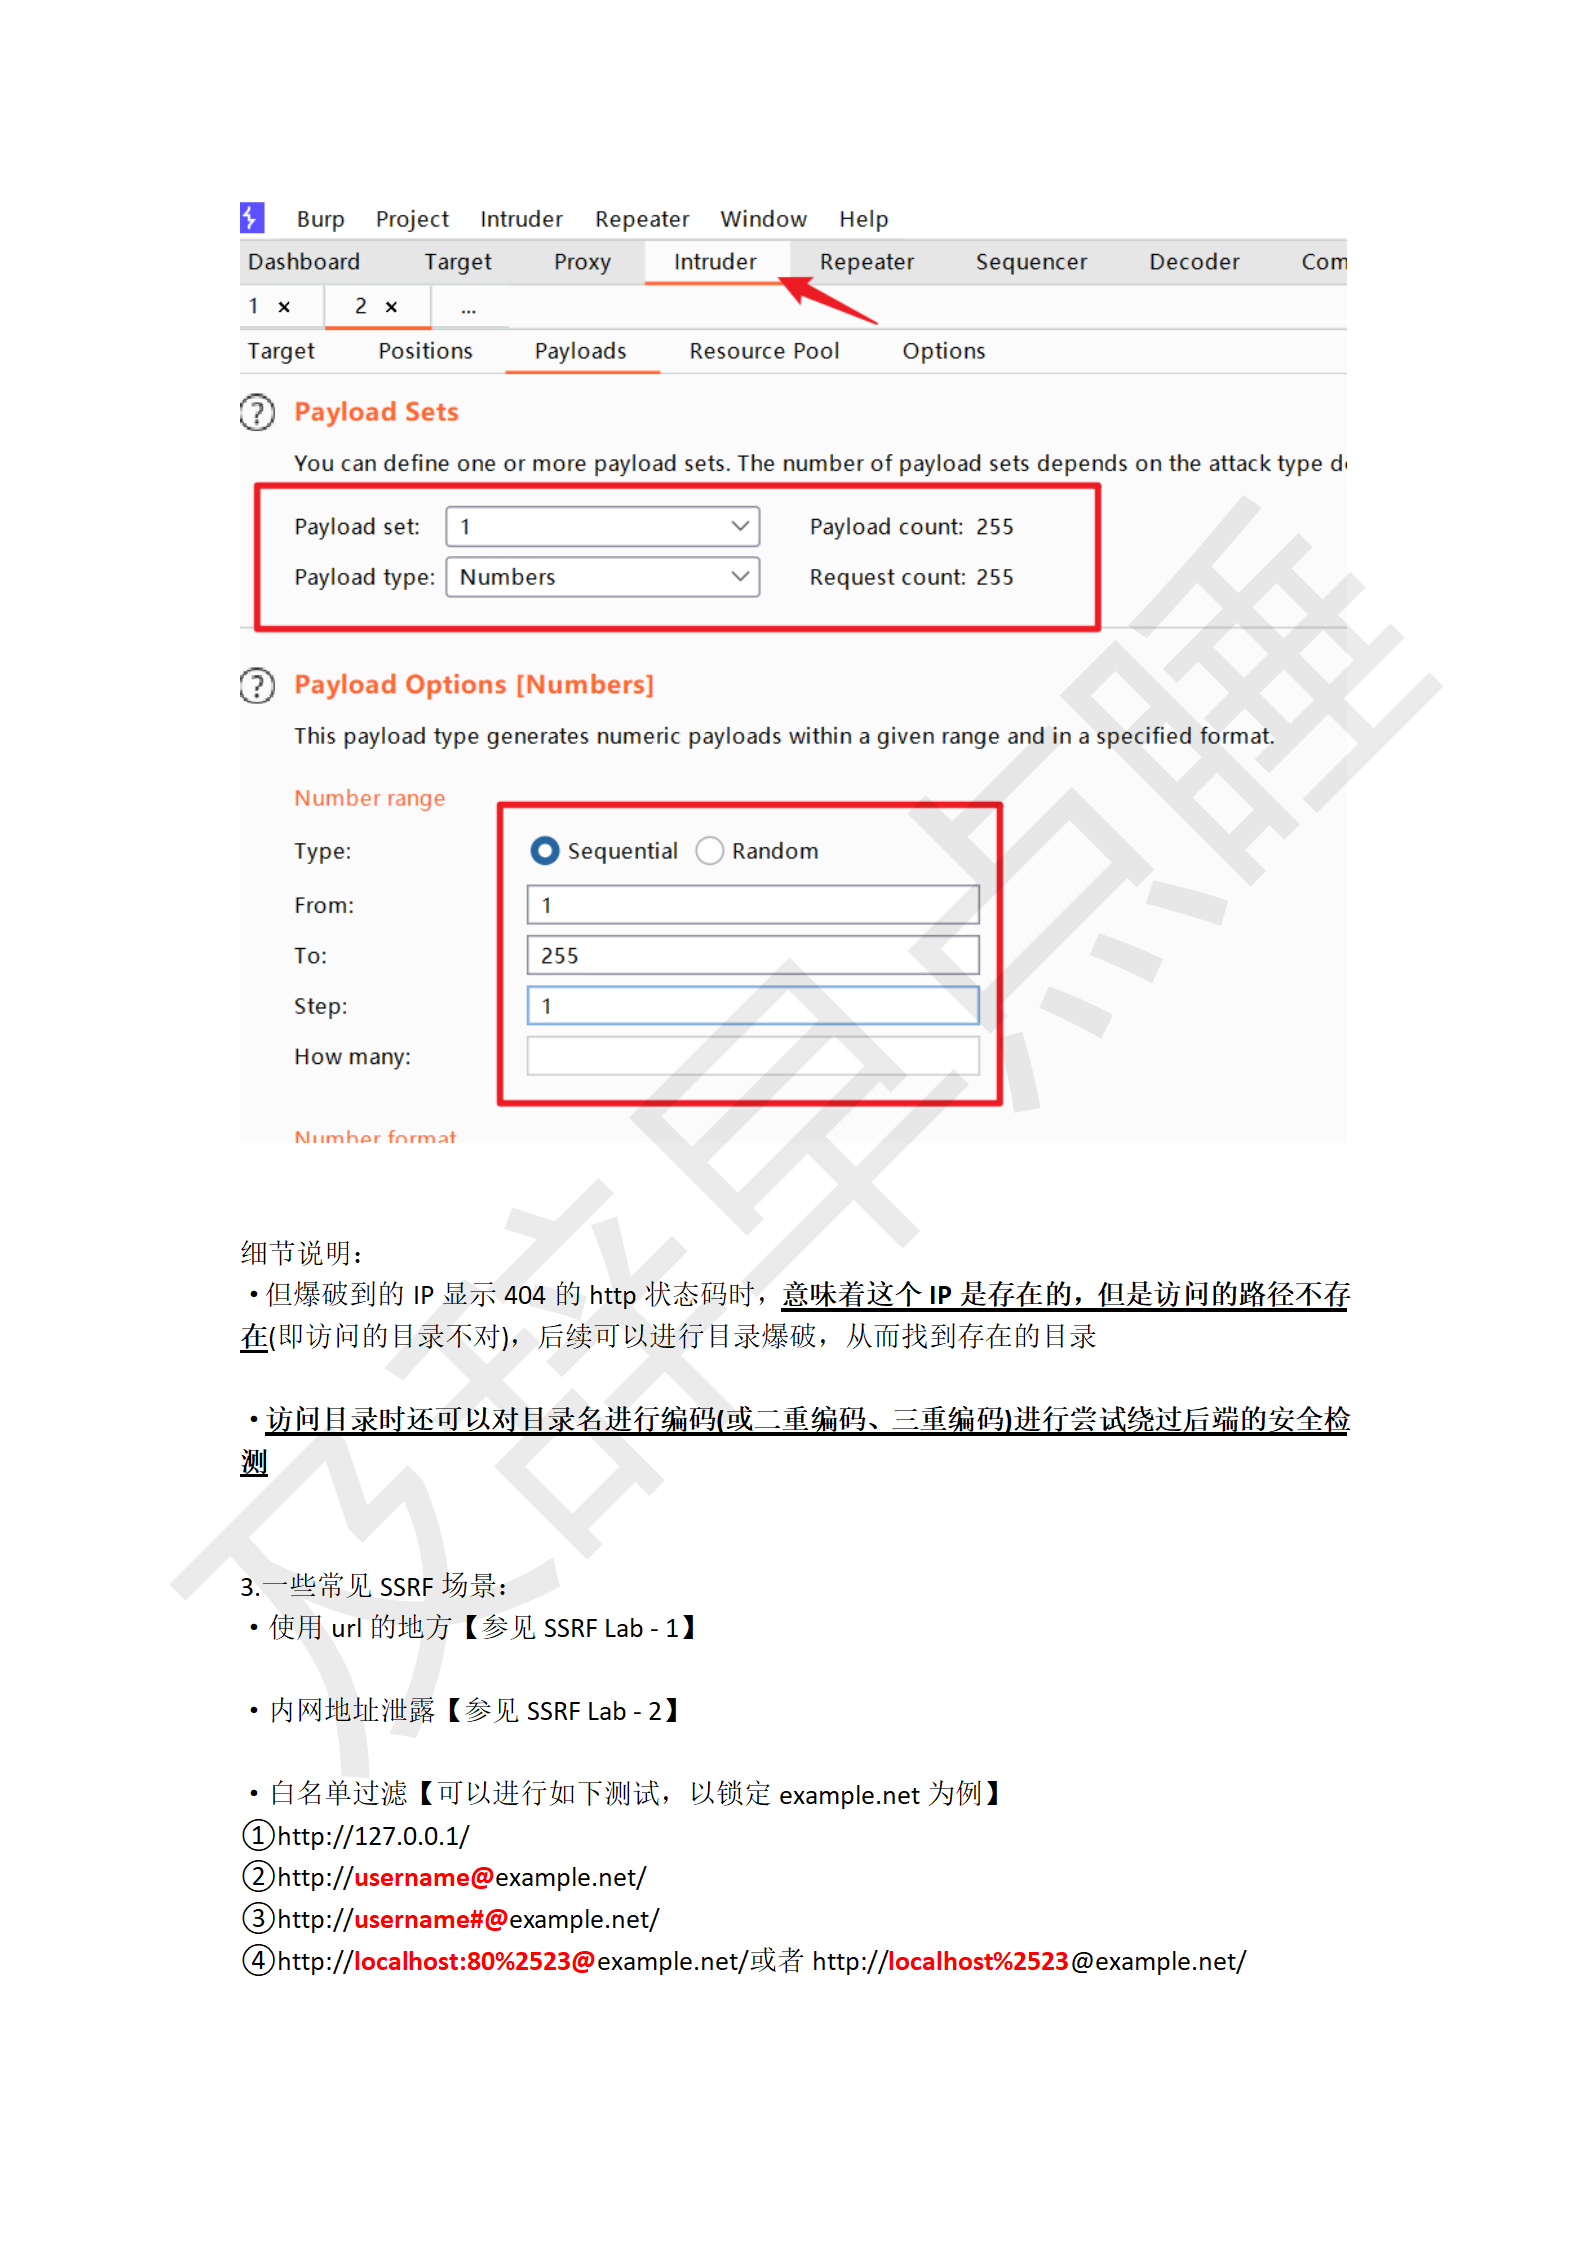 Burp Project Intruder Repeater Window Help
Dashboard Target Proxy Intruder Repeater Sequencer Decoder Com
1 × 2 × ...
Target Positions Payloads Resource Pool Options
? Payload Sets
You can define one or more payload sets. The number of payload sets depends on the attack type de
Payload set: 1 Payload count: 255
Payload type: Numbers Request count: 255
? Payload Options [Numbers]
This payload type generates numeric payloads within a given range and in a specified format.
Number range
Type: Sequential Random
From: 1
To: 255
Step: 1
How many:
Number format
细节说明：
·但爆破到的 IP 显示 404 的 http 状态码时，意味着这个 IP 是存在的，但是访问的路径不存
在(即访问的目录不对)，后续可以进行目录爆破，从而找到存在的目录
·访问目录时还可以对目录名进行编码(或二重编码、三重编码)进行尝试绕过后端的安全检
测
3.一些常见 SSRF 场景：
·使用 url 的地方【参见 SSRF Lab - 1】
·内网地址泄露【参见 SSRF Lab - 2】
·白名单过滤【可以进行如下测试，以锁定 example.net 为例】
①http://127.0.0.1/
②http://username@example.net/
③http://username#@example.net/
④http://localhost:80%2523@example.net/或者 http://localhost%2523@example.net/
及辞早点睡